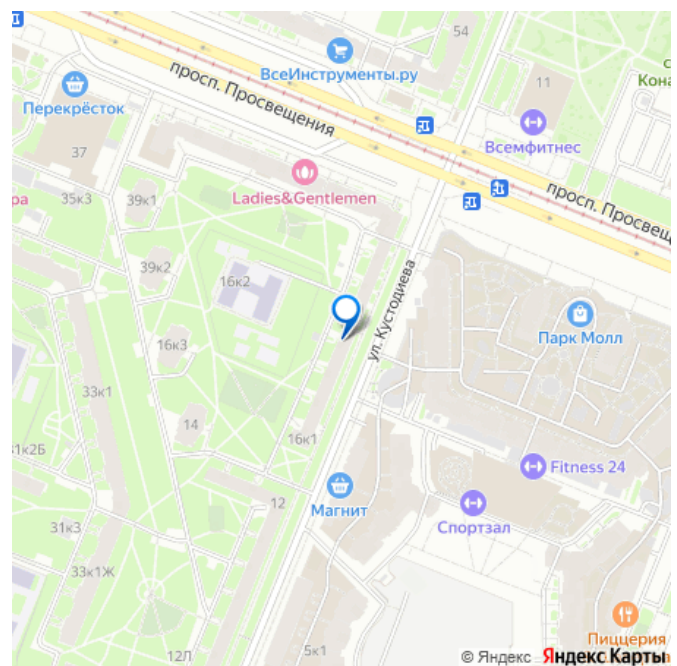 54
ВсеИнструменты.ру
просп. Просвещения
11
Кона
Перекрёсток
Всемфитнес
37
35к3
39к1
Ladies&Gentlemen
просп. Просвещ
ра
39к2
16к2
ул. Кустодиева
Парк Молл
16к3
33к1
14
16к1
31к2Б
Fitness 24
12
Магнит
Спортзал
31к3
33к1Ж
Пиццерия
5к1
12Л
© Яндекс Яндекс Карты